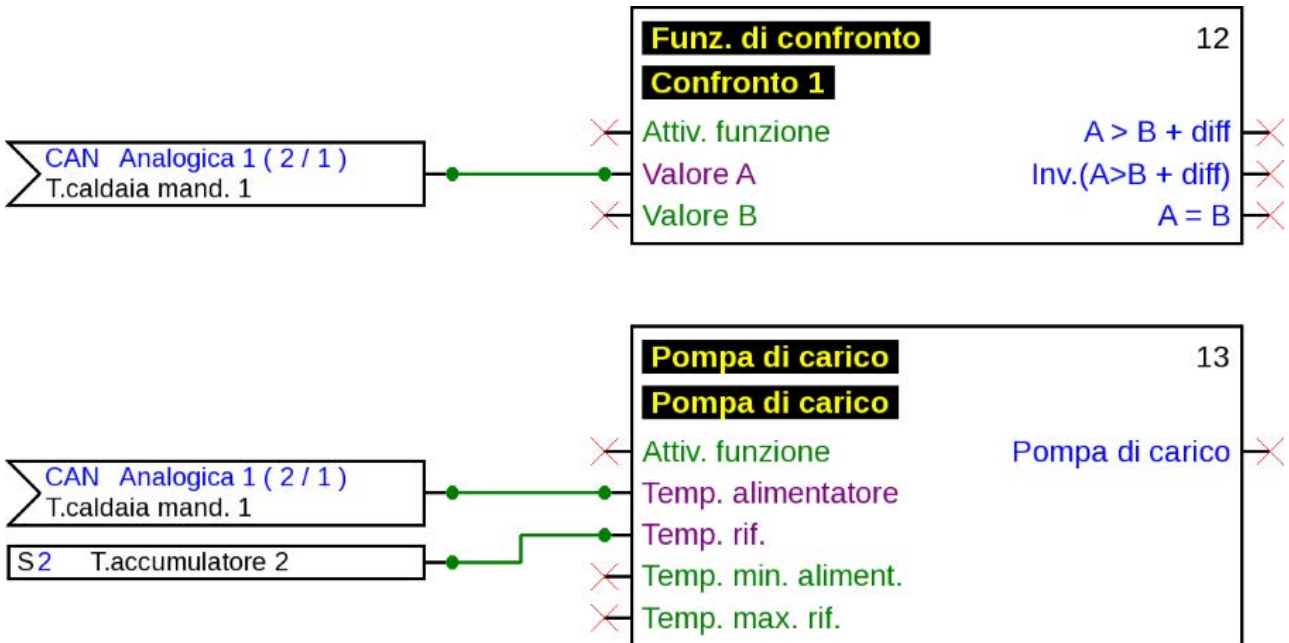 Funz. di confronto 12
Confronto 1
Attiv. funzione A > B + diff
CAN Analogica 1 ( 2 / 1 )
T.caldaia mand. 1
Valore A Inv.(A>B + diff)
Valore B A = B
Pompa di carico 13
Pompa di carico
Attiv. funzione Pompa di carico
CAN Analogica 1 ( 2 / 1 )
T.caldaia mand. 1
Temp. alimentatore
Temp. rif.
S2 T.accumulatore 2
Temp. min. aliment.
Temp. max. rif.